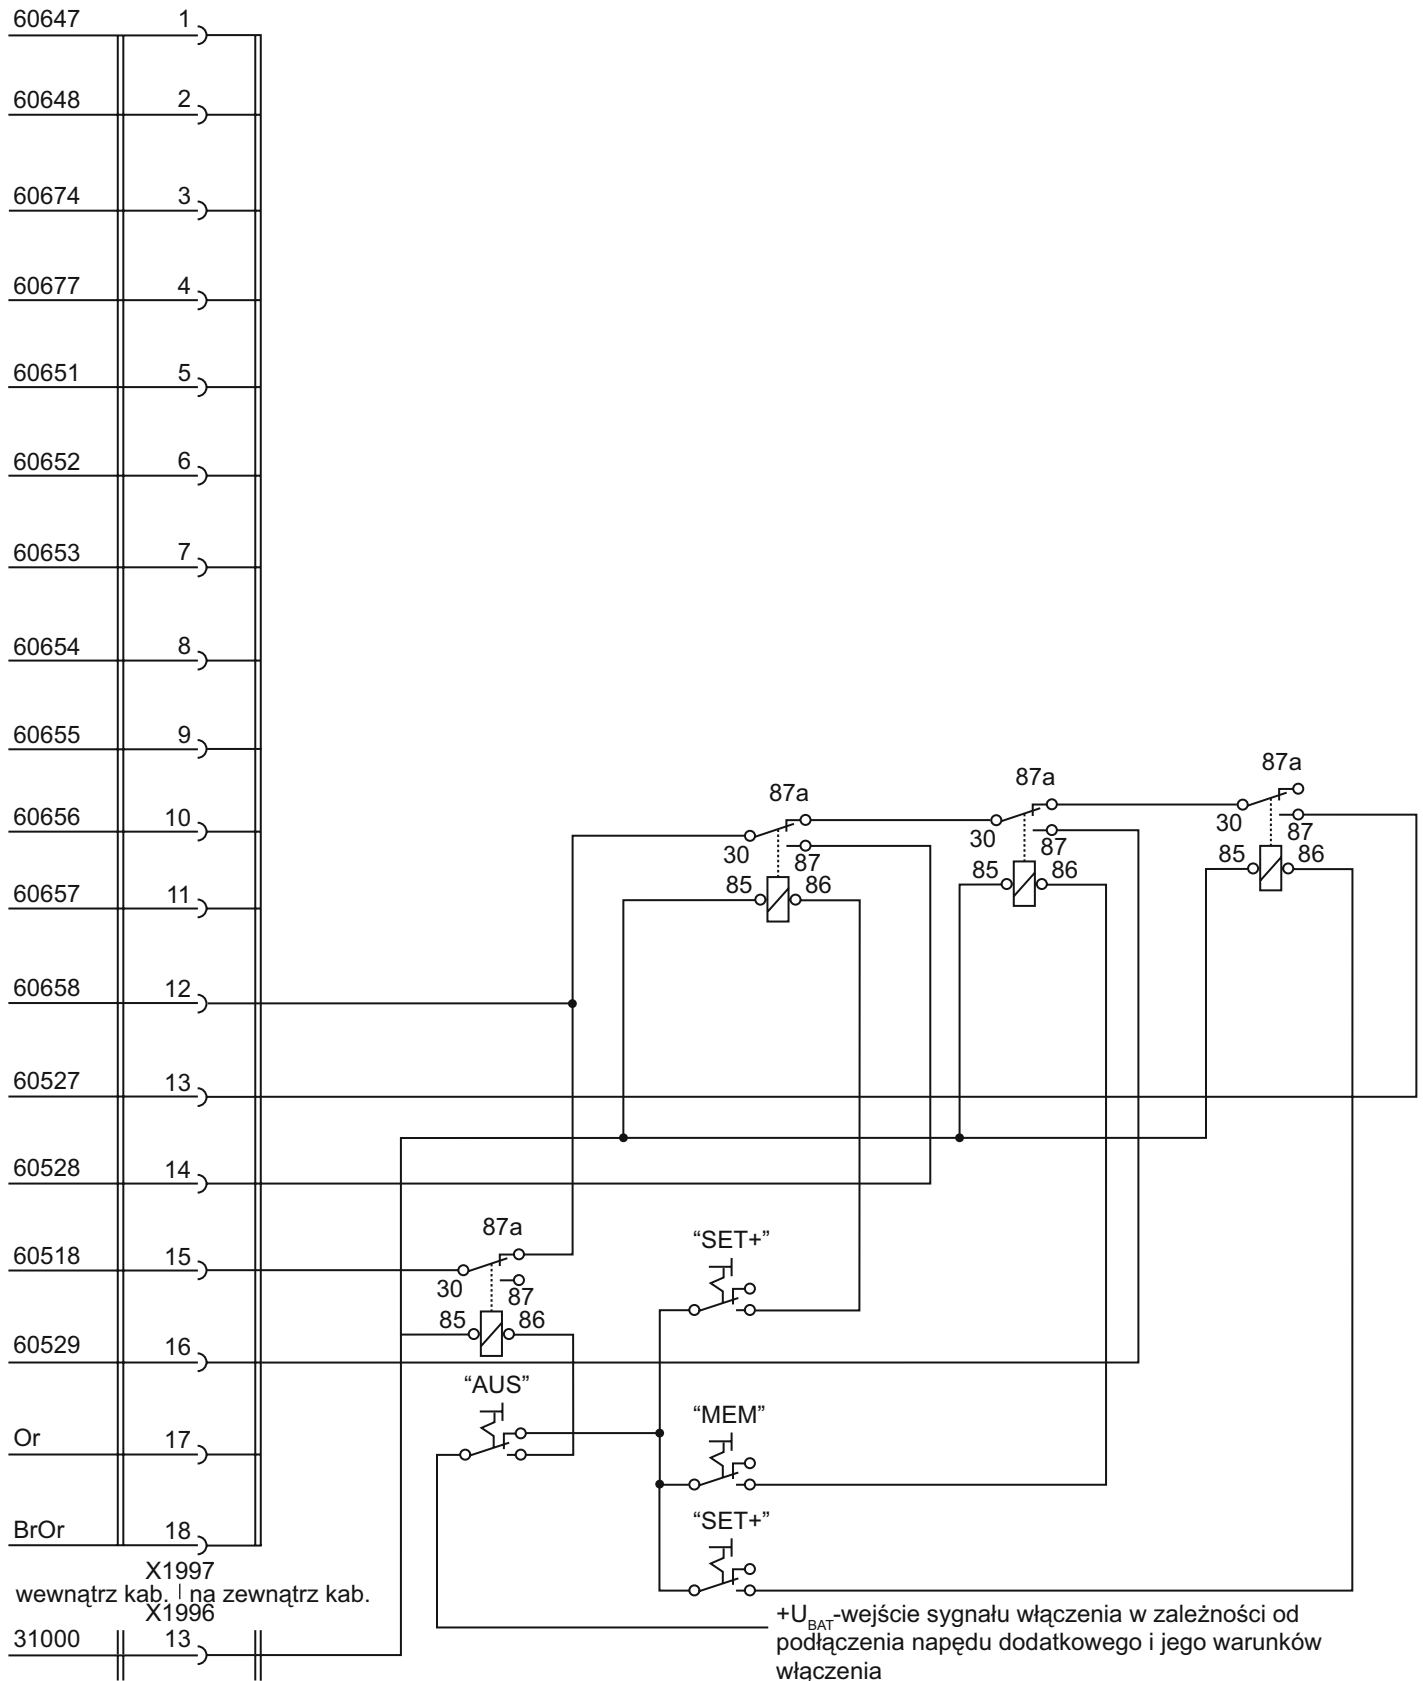 60647 1
60648 2
60674 3
60677 4
60651 5
60652 6
60653 7
60654 8
60655 9
87a
87a
87a
60656 10
30 87
30 87
30 87
85 86
85 86
85 86
60657 11
60658 12
60527 13
60528 14
87a
“SET+”
60518 15
30 87
85 86
60529 16
“AUS”
“MEM”
Or 17
“SET+”
BrOr 18
X1997
wewnątrz kab. | na zewnątrz kab.
X1996
31000 13
+UBAT-wejście sygnału włączenia w zależności od
podłączenia napędu dodatkowego i jego warunków
włączenia